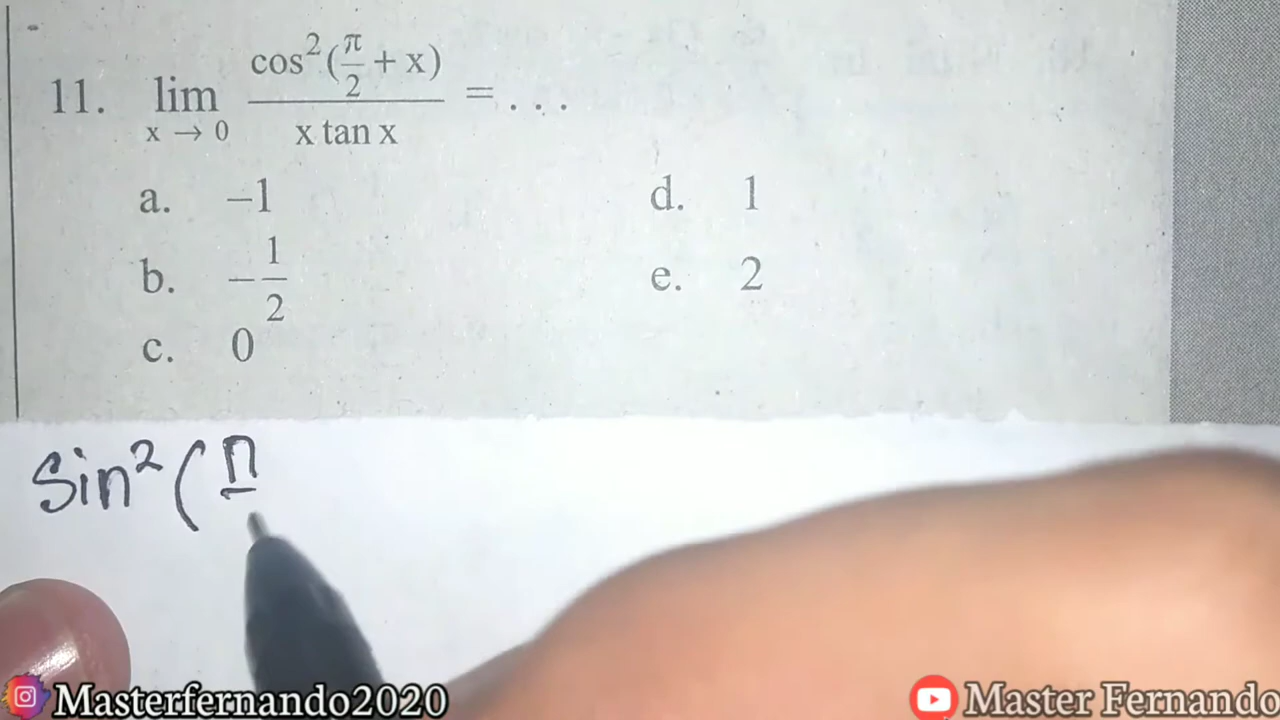 11. lim x → 0 cos²(π/2 + x) / x tan x = . . .
a. –1
b. –1/2
c. 0
d. 1
e. 2
Sin² (π
Masterfernando2020
Master Fernando